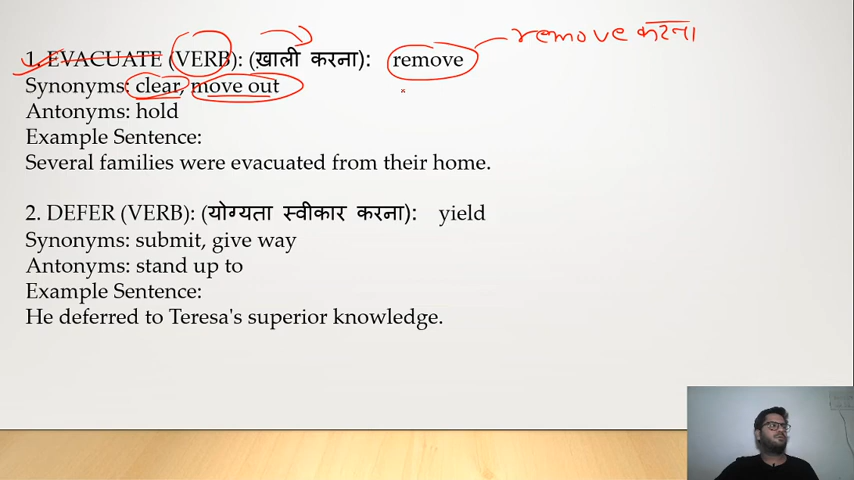 1. EVACUATE (VERB): (ख़ाली करना): remove remove करना
Synonyms: clear, move out
Antonyms: hold
Example Sentence:
Several families were evacuated from their home.
2. DEFER (VERB): (योग्यता स्वीकार करना): yield
Synonyms: submit, give way
Antonyms: stand up to
Example Sentence:
He deferred to Teresa's superior knowledge.